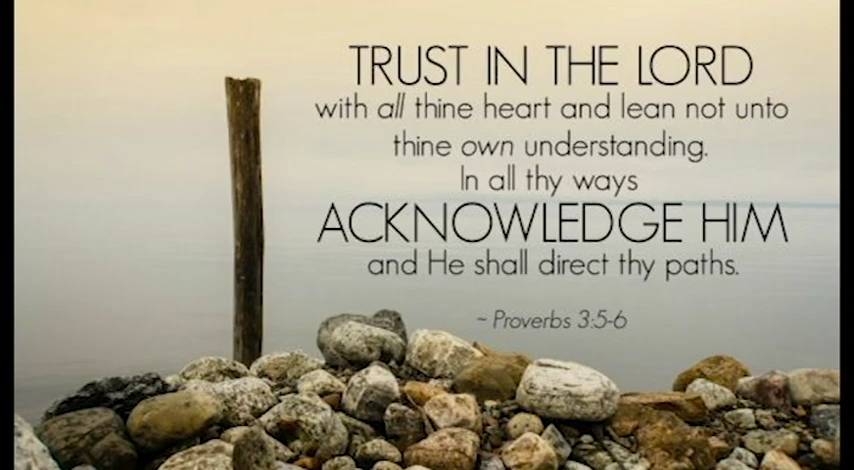 TRUST IN THE LORD
with all thine heart and lean not unto
thine own understanding.
In all thy ways
ACKNOWLEDGE HIM
and He shall direct thy paths.
~ Proverbs 3:5-6